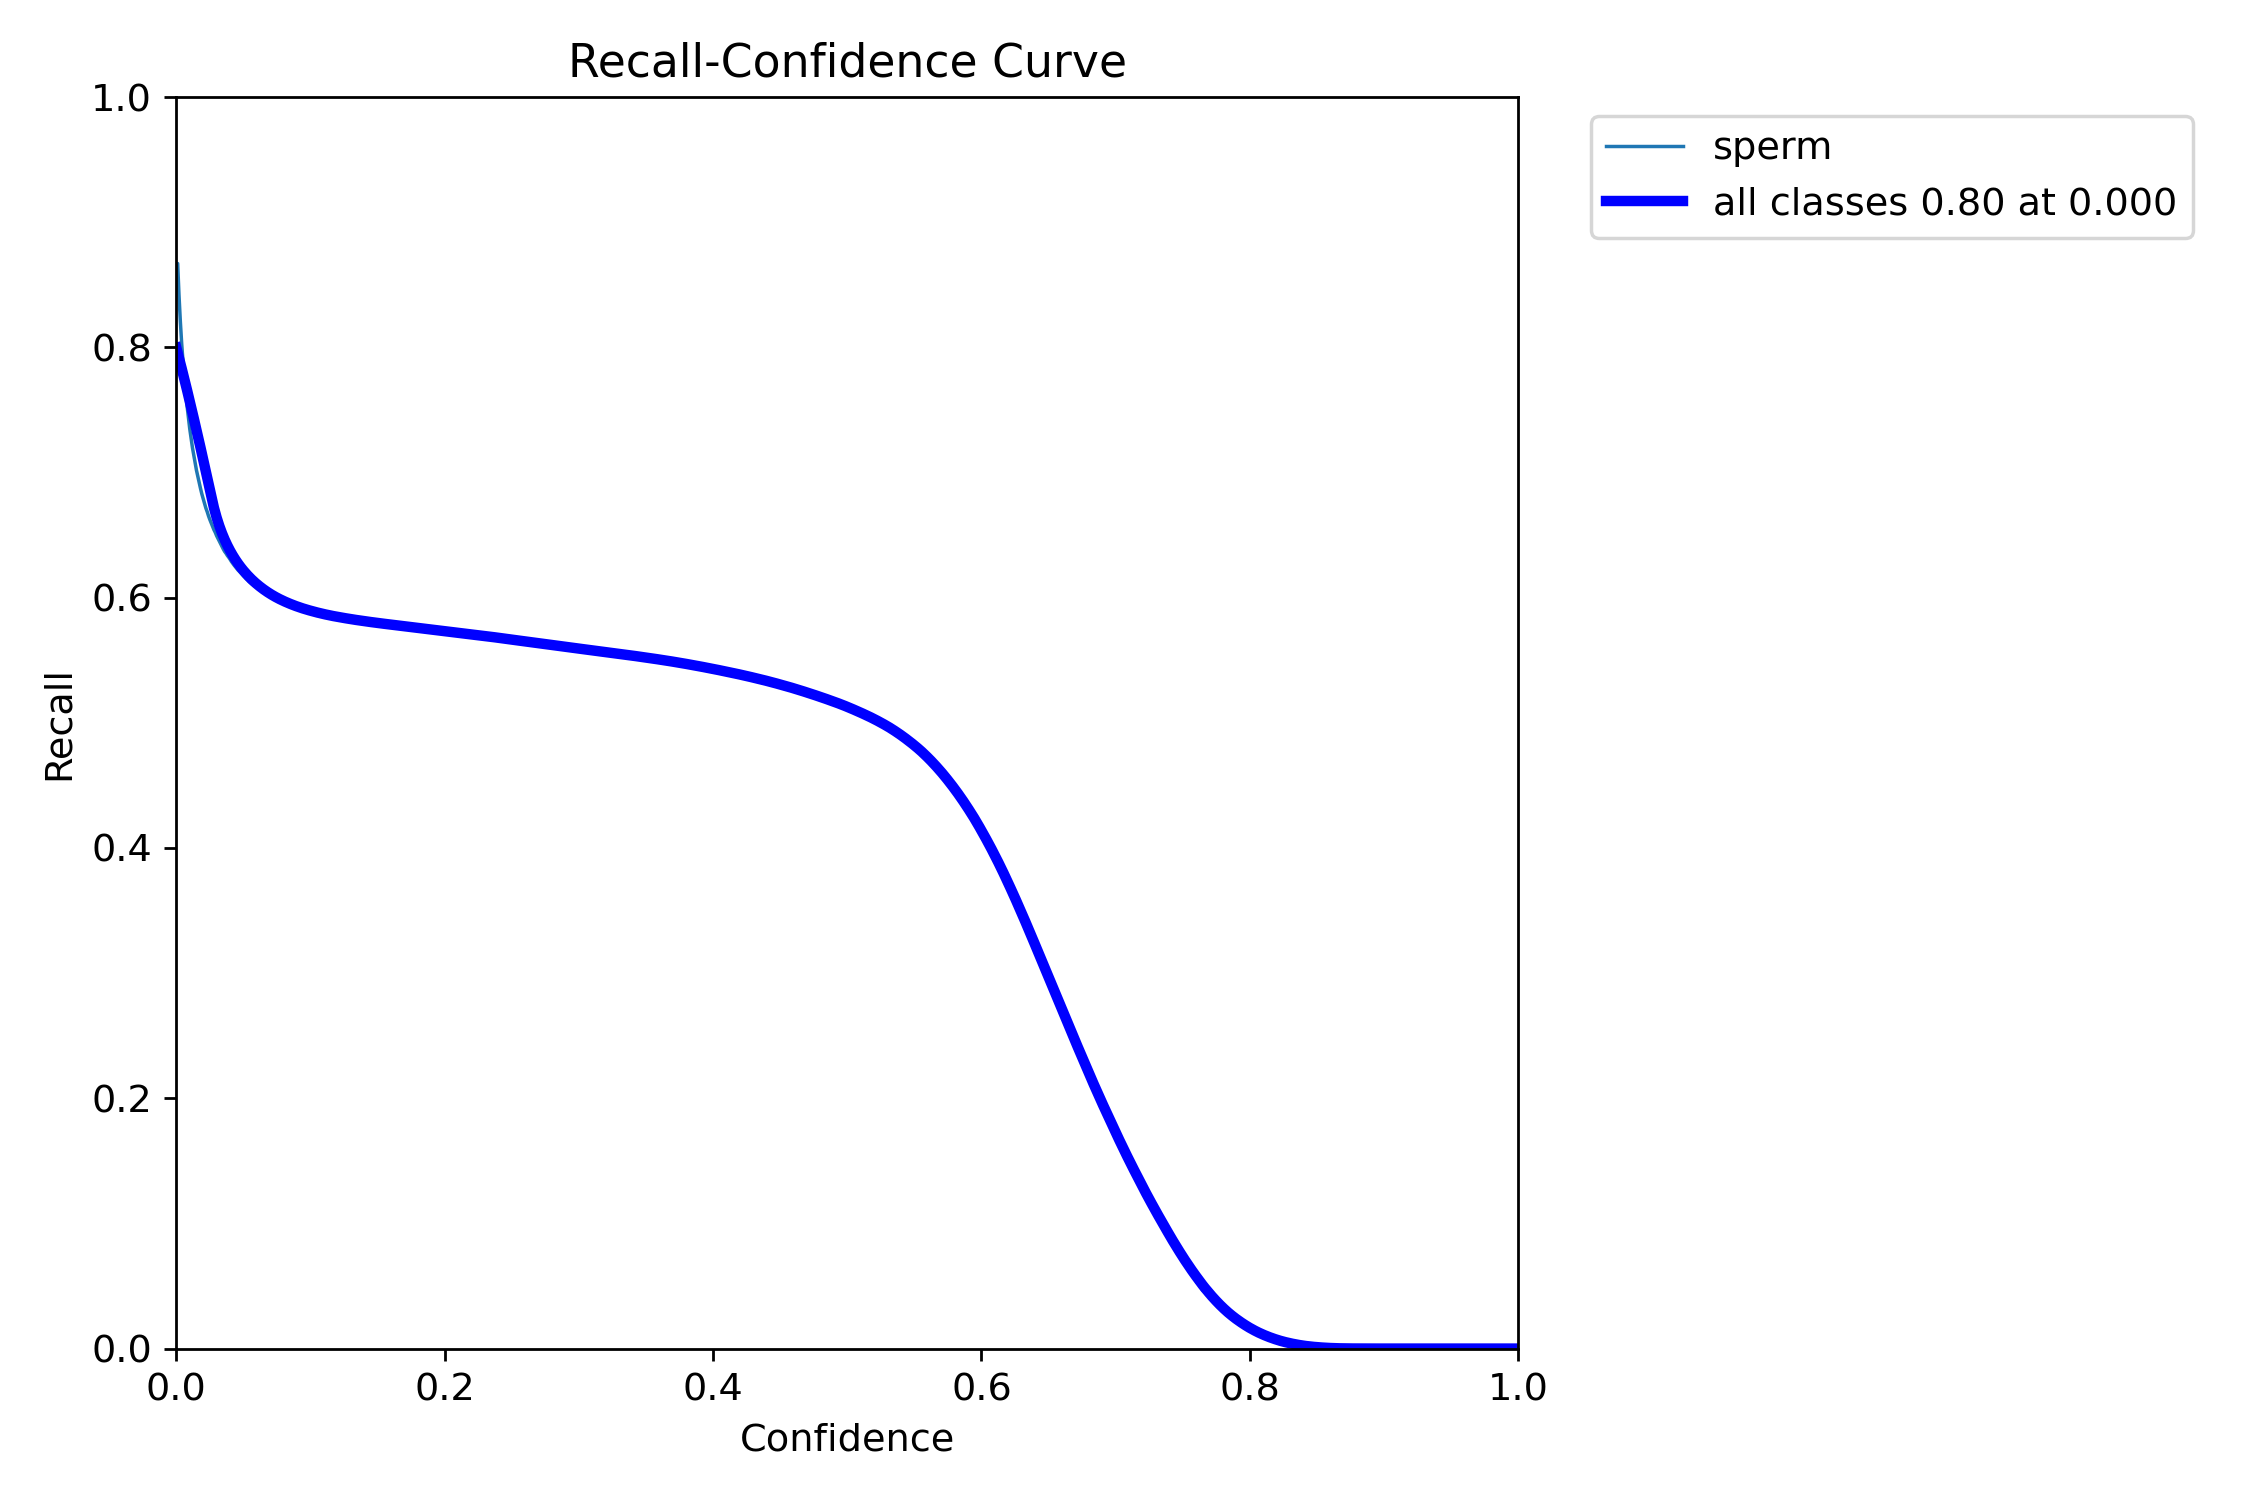 Recall-Confidence Curve
sperm
all classes 0.80 at 0.000
Recall
1.0
0.8
0.6
0.4
0.2
0.0
0.0 0.2 0.4 0.6 0.8 1.0
Confidence